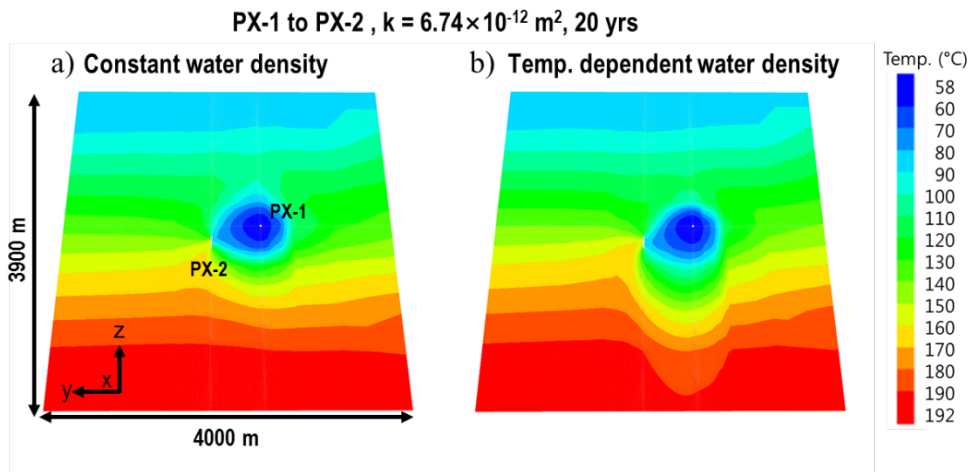 PX-1 to PX-2 , k = 6.74×10⁻¹² m², 20 yrs
a) Constant water density
b) Temp. dependent water density
Temp. (°C)
58
60
70
80
100
110
120
130
140
150
160
170
180
190
192
PX-1
PX-2
3900 m
z
y
x
4000 m